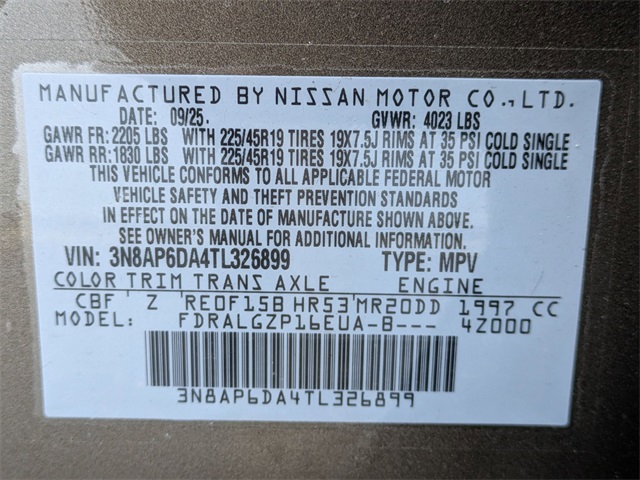 MANUFACTURED BY NISSAN MOTOR CO., LTD.
DATE: 09/25. GVWR: 4023 LBS
GAWR FR: 2205 LBS WITH 225/45R19 TIRES 19X7.5J RIMS AT 35 PSI COLD SINGLE
GAWR RR: 1830 LBS WITH 225/45R19 TIRES 19X7.5J RIMS AT 35 PSI COLD SINGLE
THIS VEHICLE CONFORMS TO ALL APPLICABLE FEDERAL MOTOR
VEHICLE SAFETY AND THEFT PREVENTION STANDARDS
IN EFFECT ON THE DATE OF MANUFACTURE SHOWN ABOVE.
SEE OWNER'S MANUAL FOR ADDITIONAL INFORMATION.
VIN: 3N8AP6DA4TL326899 TYPE: MPV
COLOR TRIM TRANS AXLE ENGINE
CBF Z RE0F15B HR53 MR20DD 1997 CC
MODEL: FDRALGZP16EUA-B--- 4Z000
3N8AP6DA4TL326899